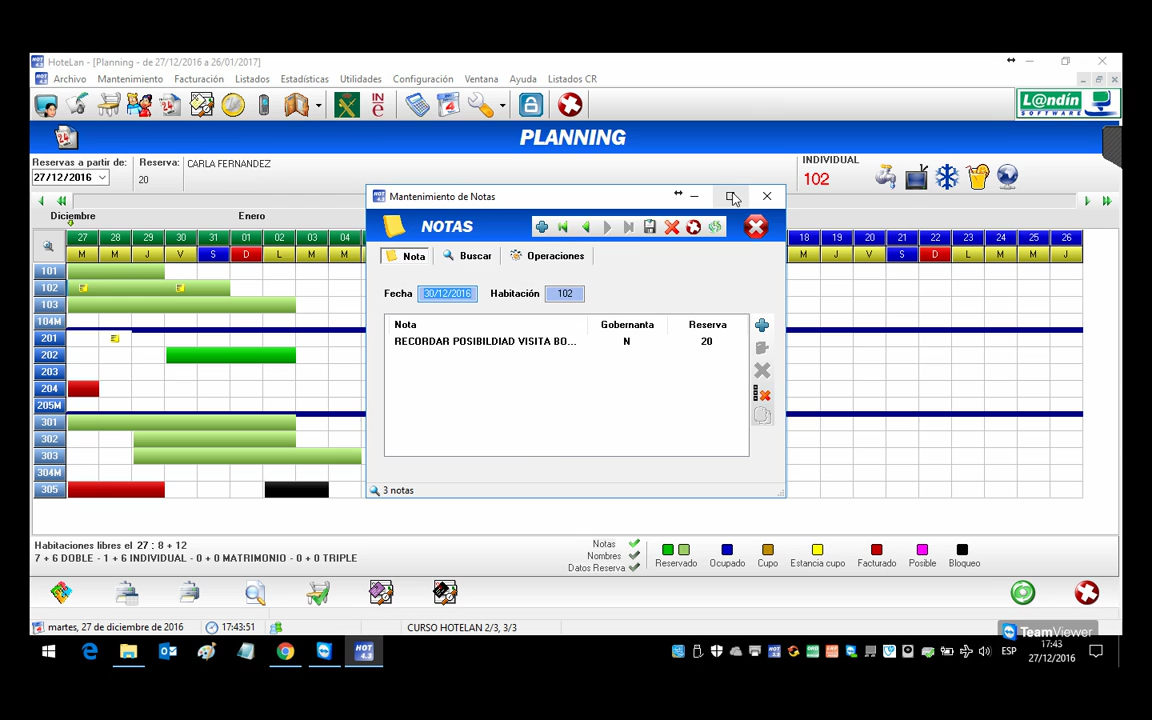 HoteLan - [Planning - de 27/12/2016 a 26/01/2017]
Archivo Mantenimiento Facturación Listados Estadísticas Utilidades Configuración Ventana Ayuda Listados CR
IN
C
L@ndín
SOFTWARE
PLANNING
Reservas a partir de: Reserva: CARLA FERNANDEZ
27/12/2016 20
INDIVIDUAL
102
Diciembre Enero
27 28 29 30 31 01 02 03 04 18 19 20 21 22 23 24 25 26
M M J V S D L M M M J V S D L M M J
101
102
103
104M
201
202
203
204
205M
301
302
303
304M
305
Mantenimiento de Notas
NOTAS
Nota Buscar Operaciones
Fecha 30/12/2016 Habitación 102
Nota Gobernanta Reserva
RECORDAR POSIBILDIAD VISITA BO... N 20
3 notas
Habitaciones libres el 27 : 8 + 12
7 + 6 DOBLE - 1 + 6 INDIVIDUAL - 0 + 0 MATRIMONIO - 0 + 0 TRIPLE
Notas
Nombres
Datos Reserva
Reservado Ocupado Cupo Estancia cupo Facturado Posible Bloqueo
martes, 27 de diciembre de 2016 17:43:51 CURSO HOTELAN 2/3, 3/3
TeamViewer
HOT
4.3
ESP
17:43
27/12/2016